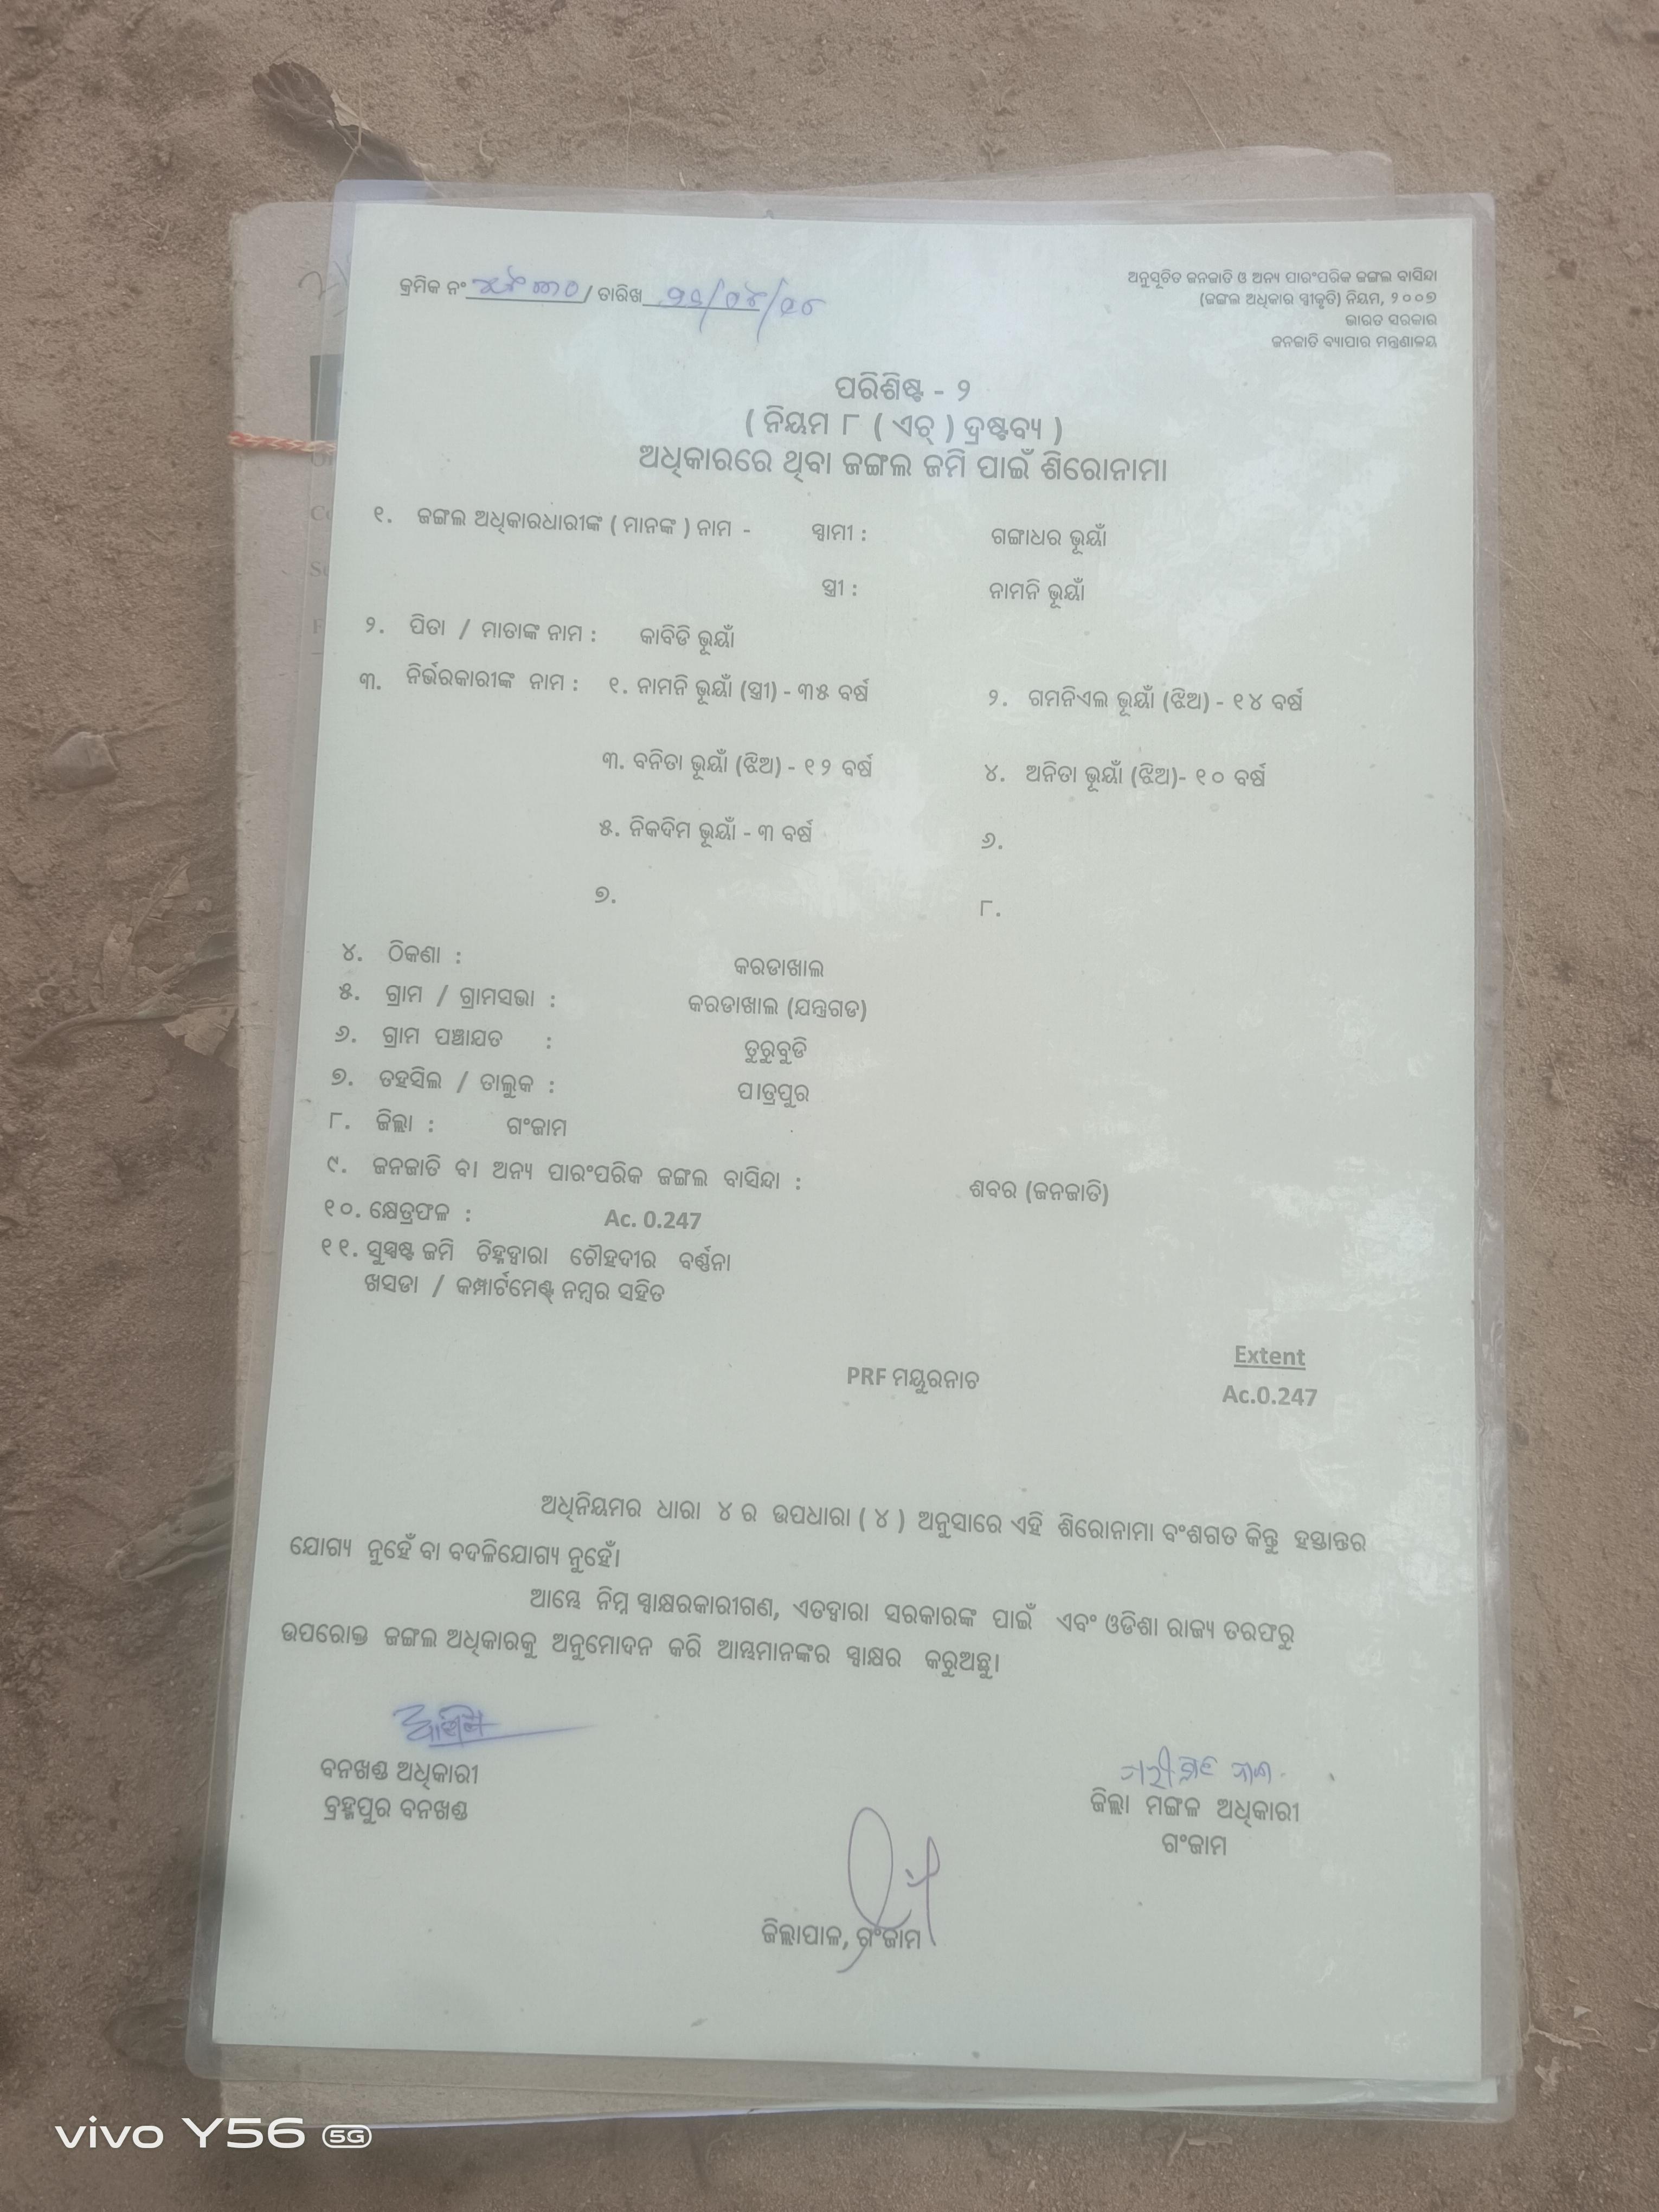 କ୍ରମିକ ନଂ / ତାରିଖ
ଅନୁସୂଚିତ ଜନଜାତି ଓ ଅନ୍ୟ ପାରଂପରିକ ଜଙ୍ଗଲ ବାସିନ୍ଦା
(ଜଙ୍ଗଲ ଅଧିକାର ସ୍ୱୀକୃତି) ନିୟମ, ୨୦୦୭
ଭାରତ ସରକାର
ଜନଜାତି ବ୍ୟାପାର ମନ୍ତ୍ରଣାଳୟ
ପରିଶିଷ୍ଟ - ୨
( ନିୟମ ୮ ( ଏଚ୍ ) ଦ୍ରଷ୍ଟବ୍ୟ )
ଅଧିକାରରେ ଥିବା ଜଙ୍ଗଲ ଜମି ପାଇଁ ଶିରୋନାମା
୧. ଜଙ୍ଗଲ ଅଧିକାରଧାରୀଙ୍କ ( ମାନଙ୍କ ) ନାମ - ସ୍ୱାମୀ : ଗଙ୍ଗାଧର ଭୂୟାଁ
ସ୍ତ୍ରୀ : ନାମନି ଭୂୟାଁ
୨. ପିତା / ମାତାଙ୍କ ନାମ : କାବିଡି ଭୂୟାଁ
୩. ନିର୍ଭରକାରୀଙ୍କ ନାମ : ୧. ନାମନି ଭୂୟାଁ (ସ୍ତ୍ରୀ) - ୩୫ ବର୍ଷ ୨. ଗମନିଏଲ ଭୂୟାଁ (ଝିଅ) - ୧୪ ବର୍ଷ
୩. ବନିତା ଭୂୟାଁ (ଝିଅ) - ୧୨ ବର୍ଷ ୪. ଅନିତା ଭୂୟାଁ (ଝିଅ)- ୧୦ ବର୍ଷ
୫. ନିକଦିମ ଭୂୟାଁ - ୩ ବର୍ଷ ୬.
୭. ୮.
୪. ଠିକଣା : କରଡାଖାଲ
୫. ଗ୍ରାମ / ଗ୍ରାମସଭା : କରଡାଖାଲ (ଯନ୍ତ୍ରଗଡ)
୬. ଗ୍ରାମ ପଞ୍ଚାଯତ : ତୁରୁବୁଡି
୭. ତହସିଲ / ତାଲୁକ : ପାତ୍ରପୁର
୮. ଜିଲ୍ଲା : ଗଂଜାମ
୯. ଜନଜାତି ବା ଅନ୍ୟ ପାରଂପରିକ ଜଙ୍ଗଲ ବାସିନ୍ଦା : ଶବର (ଜନଜାତି)
୧୦. କ୍ଷେତ୍ରଫଳ : Ac. 0.247
୧୧. ସୁସ୍ପଷ୍ଟ ଜମି ଚିହ୍ନଦ୍ୱାରା ଚୌହଦୀର ବର୍ଣ୍ଣନା
ଖସଡା / କମ୍ପାର୍ଟମେଣ୍ଟ୍ ନମ୍ବର ସହିତ
Extent
PRF ମୟୁରନାଚ Ac.0.247
ଅଧିନିୟମର ଧାରା ୪ ର ଉପଧାରା ( ୪ ) ଅନୁସାରେ ଏହି ଶିରୋନାମା ବଂଶଗତ କିନ୍ତୁ ହସ୍ତାନ୍ତର
ଯୋଗ୍ୟ ନୁହେଁ ବା ବଦଳିଯୋଗ୍ୟ ନୁହେଁ।
ଆମ୍ଭେ ନିମ୍ନ ସ୍ୱାକ୍ଷରକାରୀଗଣ, ଏତଦ୍ୱାରା ସରକାରଙ୍କ ପାଇଁ ଏବଂ ଓଡିଶା ରାଜ୍ୟ ତରଫରୁ
ଉପରୋକ୍ତ ଜଙ୍ଗଲ ଅଧିକାରକୁ ଅନୁମୋଦନ କରି ଆମ୍ଭମାନଙ୍କର ସ୍ୱାକ୍ଷର କରୁଅଛୁ।
ବନଖଣ୍ଡ ଅଧିକାରୀ
ବ୍ରହ୍ମପୁର ବନଖଣ୍ଡ
ଜିଲ୍ଲା ମଙ୍ଗଳ ଅଧିକାରୀ
ଗଂଜାମ
ଜିଲ୍ଲାପାଳ, ଗଂଜାମ
vivo Y56 5G